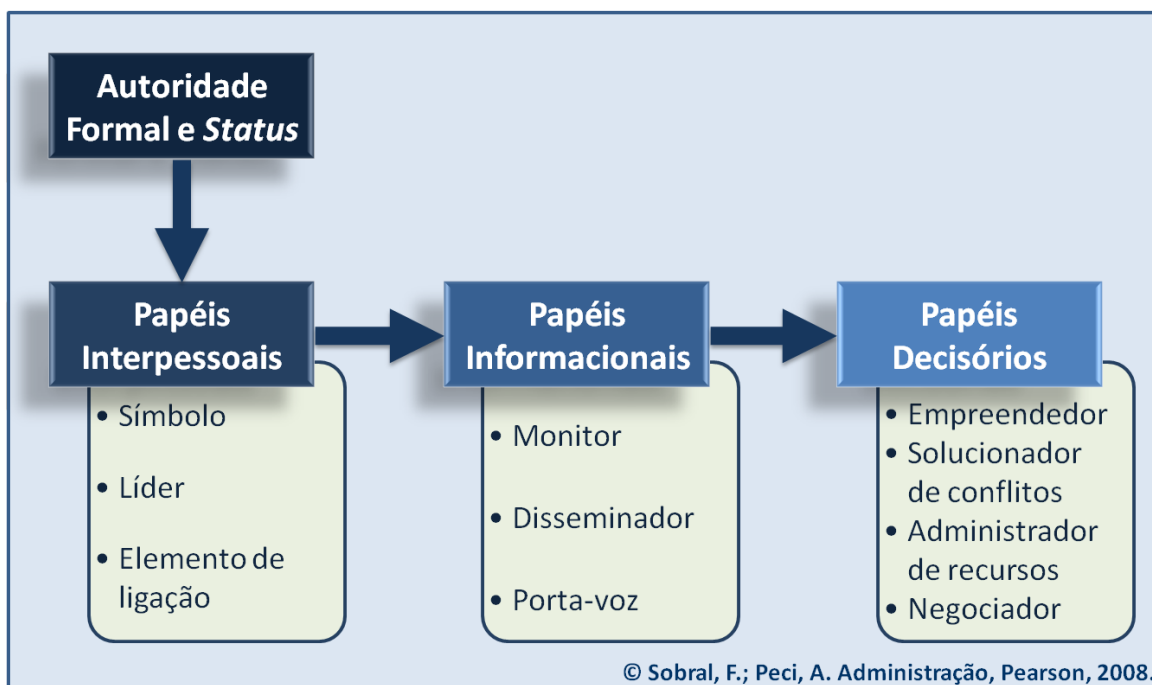 Autoridade
Formal e Status
Papéis
Interpessoais
• Símbolo
• Líder
• Elemento de
ligação
Papéis
Informacionais
• Monitor
• Disseminador
• Porta-voz
Papéis
Decisórios
• Empreendedor
• Solucionador
de conflitos
• Administrador
de recursos
• Negociador
© Sobral, F.; Peci, A. Administração, Pearson, 2008.